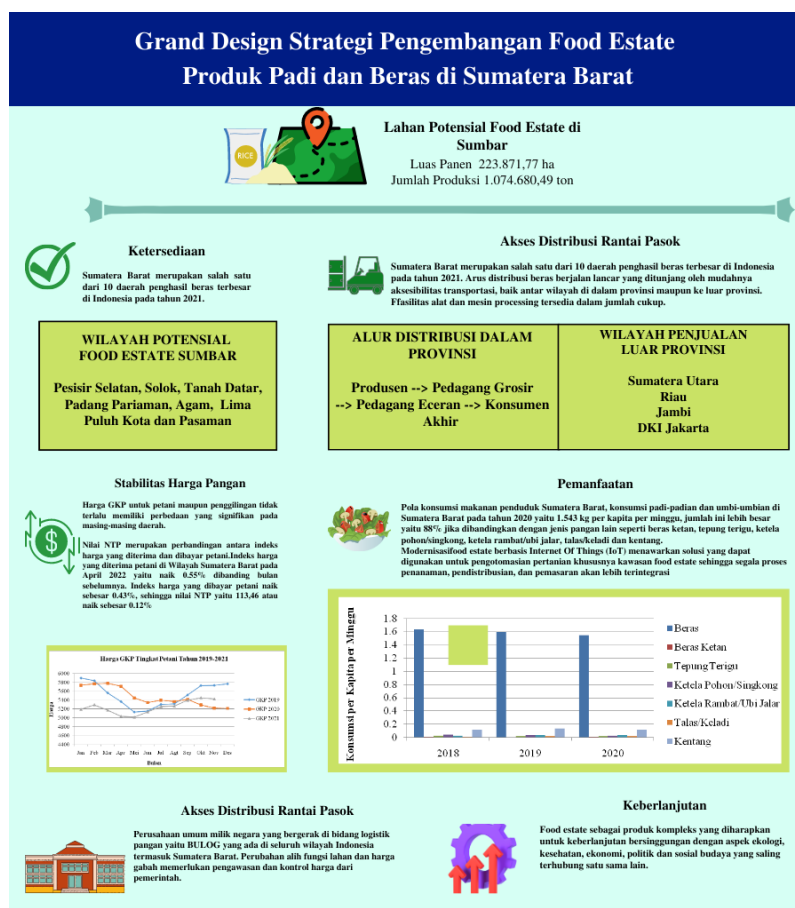 Grand Design Strategi Pengembangan Food Estate
Produk Padi dan Beras di Sumatera Barat
RICE
Lahan Potensial Food Estate di
Sumbar
Luas Panen 223.871,77 ha
Jumlah Produksi 1.074.680,49 ton
Ketersediaan
Sumatera Barat merupakan salah satu
dari 10 daerah penghasil beras terbesar
di Indonesia pada tahun 2021.
Akses Distribusi Rantai Pasok
Sumatera Barat merupakan salah satu dari 10 daerah penghasil beras terbesar di Indonesia
pada tahun 2021. Arus distribusi beras berjalan lancar yang ditunjang oleh mudahnya
aksesibilitas transportasi, baik antar wilayah di dalam provinsi maupun ke luar provinsi.
Ffasilitas alat dan mesin processing tersedia dalam jumlah cukup.
WILAYAH POTENSIAL
FOOD ESTATE SUMBAR
Pesisir Selatan, Solok, Tanah Datar,
Padang Pariaman, Agam, Lima
Puluh Kota dan Pasaman
ALUR DISTRIBUSI DALAM
PROVINSI
Produsen --> Pedagang Grosir
--> Pedagang Eceran --> Konsumen
Akhir
WILAYAH PENJUALAN
LUAR PROVINSI
Sumatera Utara
Riau
Jambi
DKI Jakarta
Stabilitas Harga Pangan
Harga GKP untuk petani maupun penggilingan tidak
terlalu memiliki perbedaan yang signifikan pada
masing-masing daerah.
Nilai NTP merupakan perbandingan antara indeks
harga yang diterima dan dibayar petani.Indeks harga
yang diterima petani di Wilayah Sumatera Barat pada
April 2022 yaitu naik 0.55% dibanding bulan
sebelumnya. Indeks harga yang dibayar petani naik
sebesar 0.43%, sehingga nilai NTP yaitu 113,46 atau
naik sebesar 0.12%
Harga GKP Tingkat Petani Tahun 2019-2021
Harga
6000
5800
5600
5400
5200
5000
4800
4600
4400
Jan Feb Mar Apr Mei Jun Jul Agt Sep Okt Nov Des
Bulan
GKP 2019
GKP 2020
GKP 2021
Pemanfaatan
Pola konsumsi makanan penduduk Sumatera Barat, konsumsi padi-padian dan umbi-umbian di
Sumatera Barat pada tahun 2020 yaitu 1.543 kg per kapita per minggu, jumlah ini lebih besar
yaitu 88% jika dibandingkan dengan jenis pangan lain seperti beras ketan, tepung terigu, ketela
pohon/singkong, ketela rambat/ubi jalar, talas/keladi dan kentang.
Modernisasifood estate berbasis Internet Of Things (IoT) menawarkan solusi yang dapat
digunakan untuk pengotomasian pertanian khususnya kawasan food estate sehingga segala proses
penanaman, pendistribusian, dan pemasaran akan lebih terintegrasi
Konsumsi per Kapita per Minggu
1.8
1.6
1.4
1.2
1
0.8
0.6
0.4
0.2
0
2018 2019 2020
Beras
Beras Ketan
Tepung Terigu
Ketela Pohon/Singkong
Ketela Rambat/Ubi Jalar
Talas/Keladi
Kentang
Akses Distribusi Rantai Pasok
Perusahaan umum milik negara yang bergerak di bidang logistik
pangan yaitu BULOG yang ada di seluruh wilayah Indonesia
termasuk Sumatera Barat. Perubahan alih fungsi lahan dan harga
gabah memerlukan pengawasan dan kontrol harga dari
pemerintah.
Keberlanjutan
Food estate sebagai produk kompleks yang diharapkan
untuk keberlanjutan bersinggungan dengan aspek ekologi,
kesehatan, ekonomi, politik dan sosial budaya yang saling
terhubung satu sama lain.